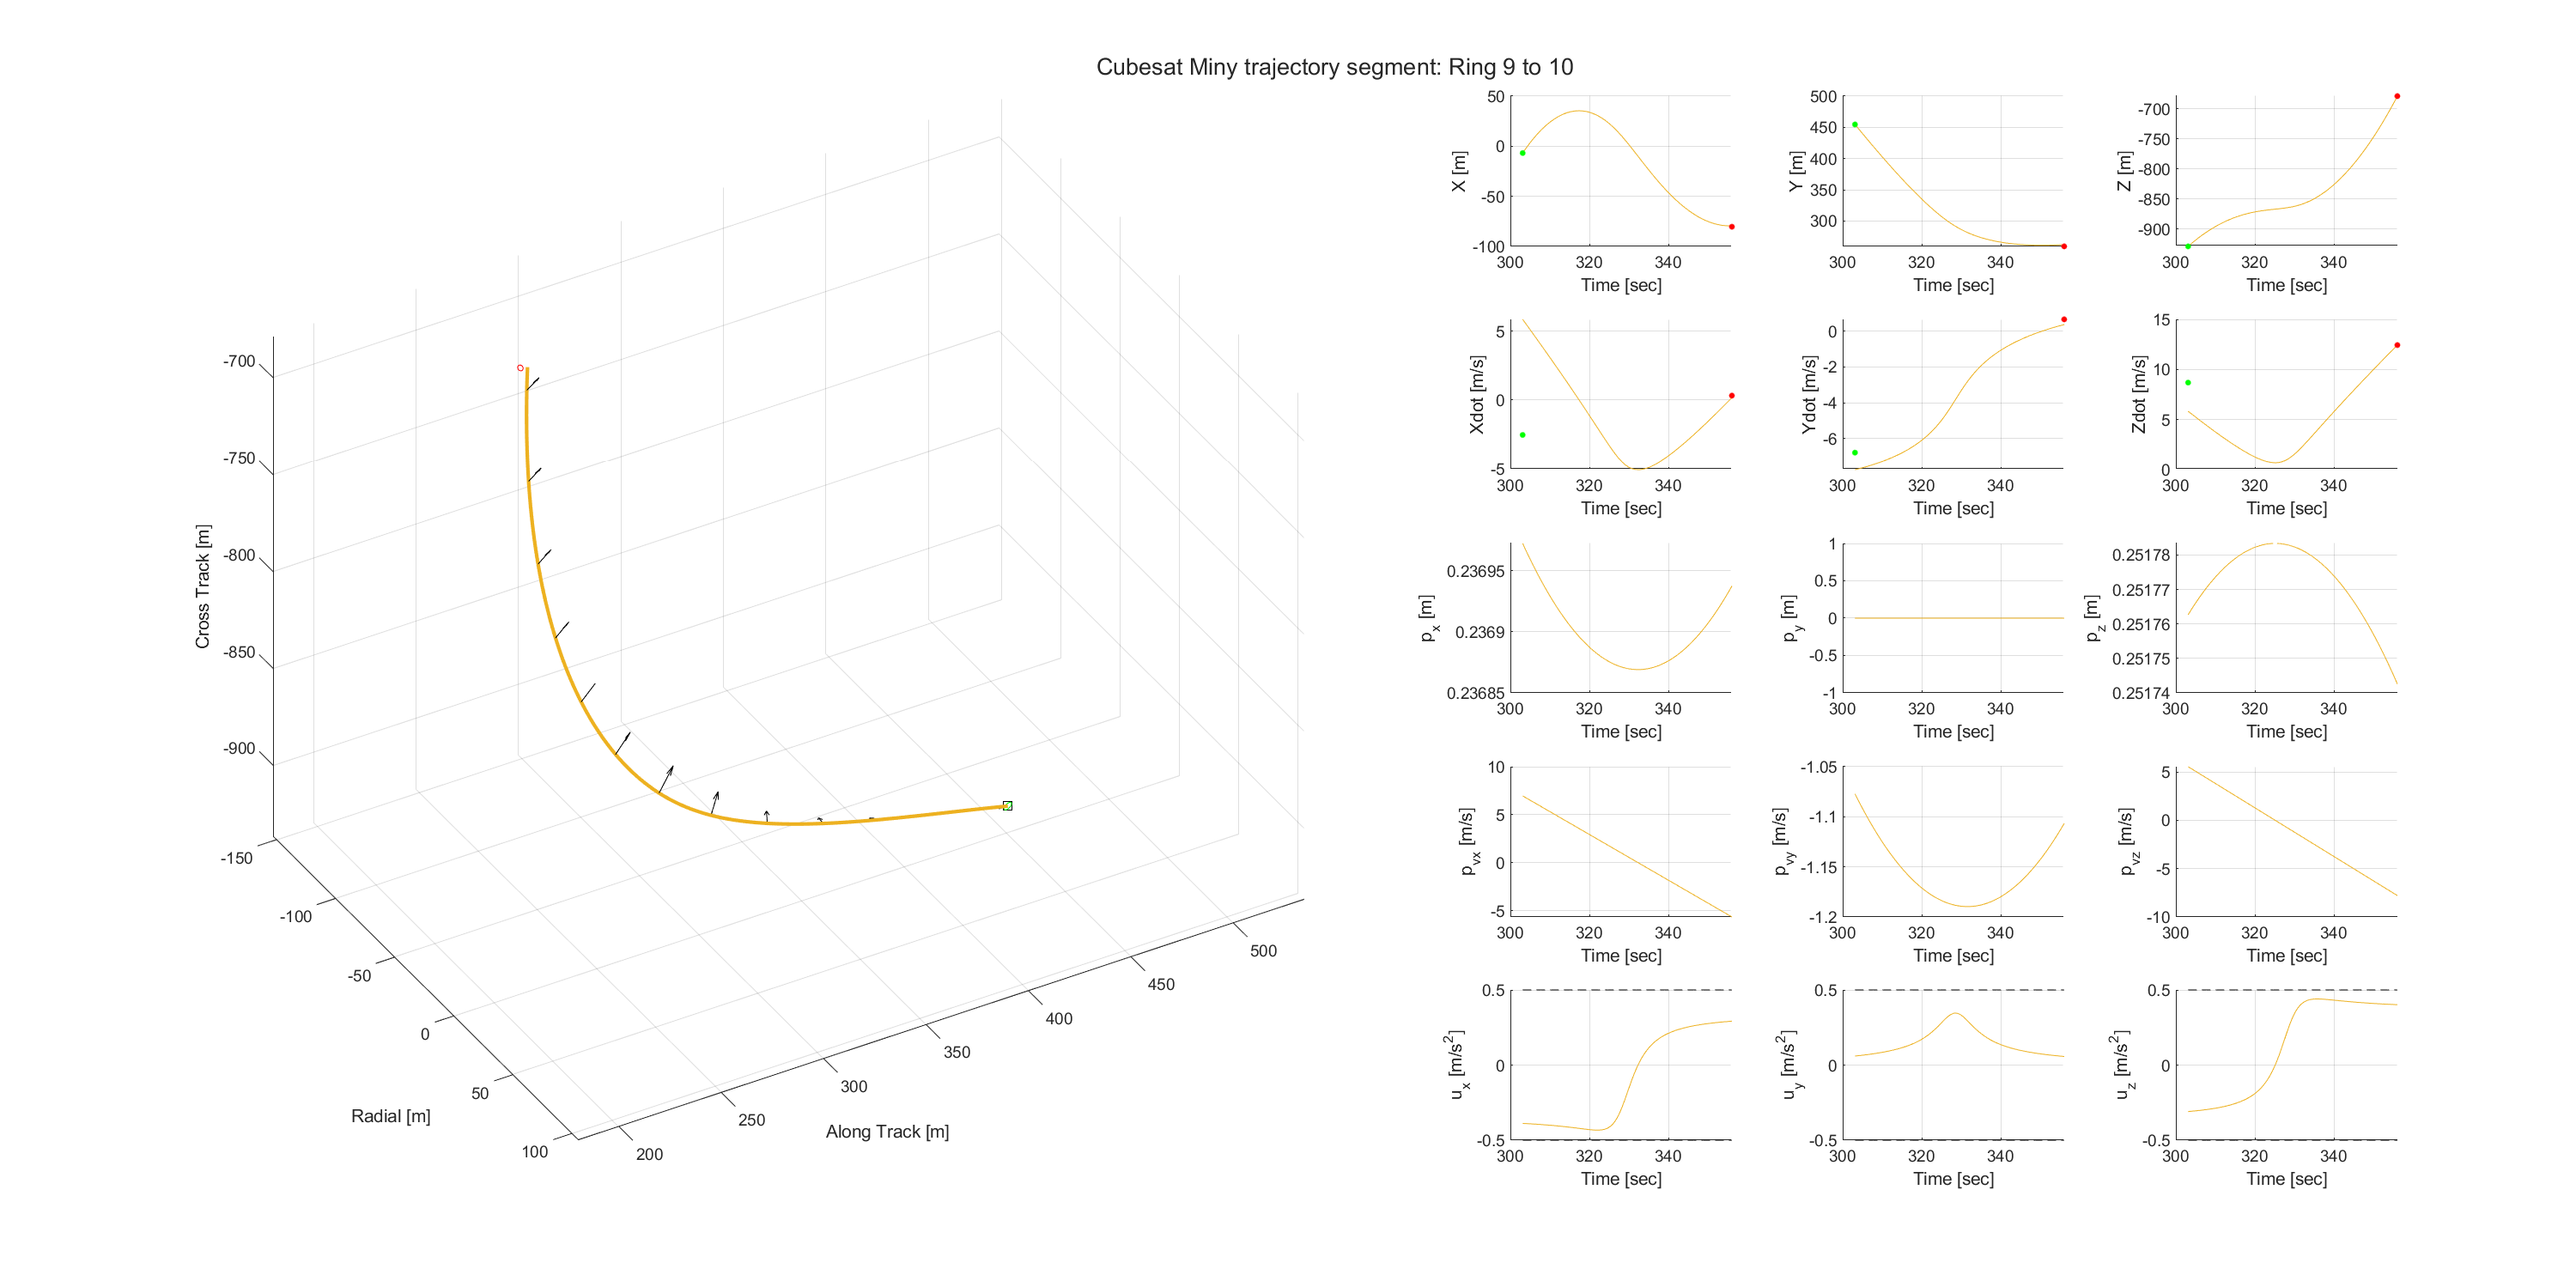 Cubesat Miny trajectory segment: Ring 9 to 10
-700
-750
-800
-850
-900
Cross Track [m]
-150
-100
-50
0
50
100
Radial [m]
200
250
300
350
400
450
500
Along Track [m]
50
0
-50
-100
X [m]
300 320 340
Time [sec]
500
450
400
350
300
Y [m]
300 320 340
Time [sec]
-700
-750
-800
-850
-900
Z [m]
300 320 340
Time [sec]
5
0
-5
Xdot [m/s]
300 320 340
Time [sec]
0
-2
-4
-6
Ydot [m/s]
300 320 340
Time [sec]
15
10
5
0
Zdot [m/s]
300 320 340
Time [sec]
0.23695
0.2369
0.23685
p_x [m]
300 320 340
Time [sec]
1
0.5
0
-0.5
-1
p_y [m]
300 320 340
Time [sec]
0.25178
0.25177
0.25176
0.25175
0.25174
p_z [m]
300 320 340
Time [sec]
10
5
0
-5
p_vx [m/s]
300 320 340
Time [sec]
-1.05
-1.1
-1.15
-1.2
p_vy [m/s]
300 320 340
Time [sec]
5
0
-5
-10
p_vz [m/s]
300 320 340
Time [sec]
0.5
0
-0.5
u_x [m/s²]
300 320 340
Time [sec]
0.5
0
-0.5
u_y [m/s²]
300 320 340
Time [sec]
0.5
0
-0.5
u_z [m/s²]
300 320 340
Time [sec]